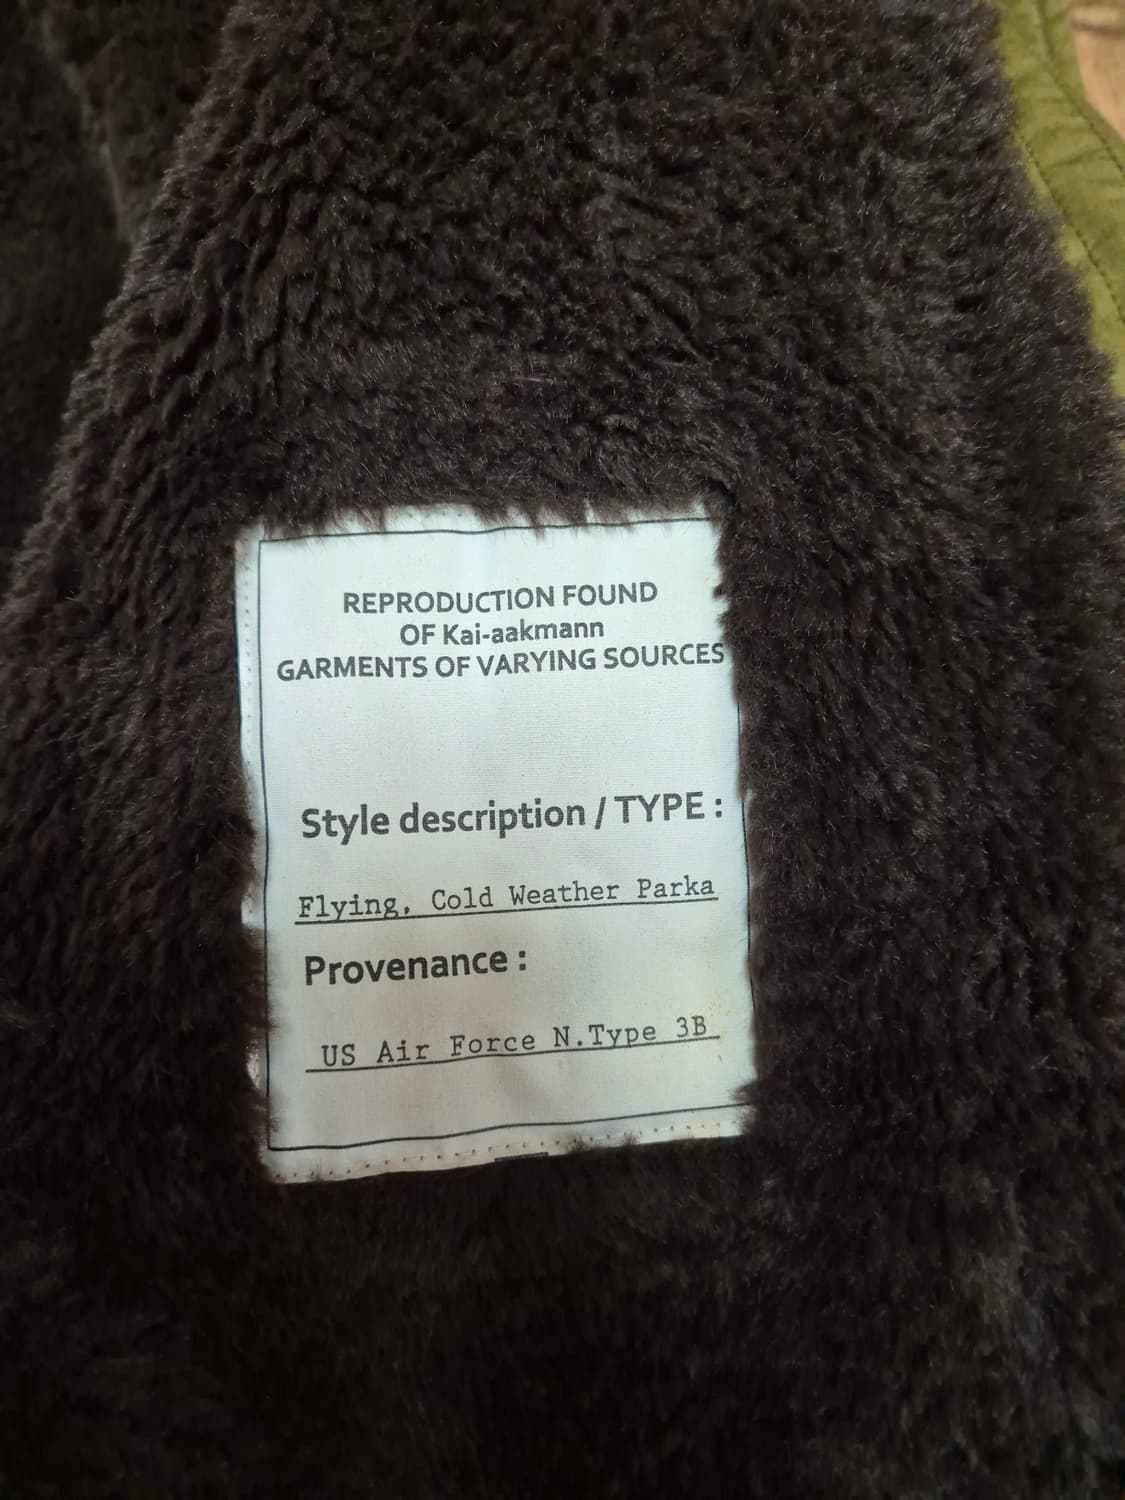 REPRODUCTION FOUND
OF Kai-aakmann
GARMENTS OF VARYING SOURCES
Style description / TYPE :
Flying, Cold Weather Parka
Provenance :
US Air Force N.Type 3B